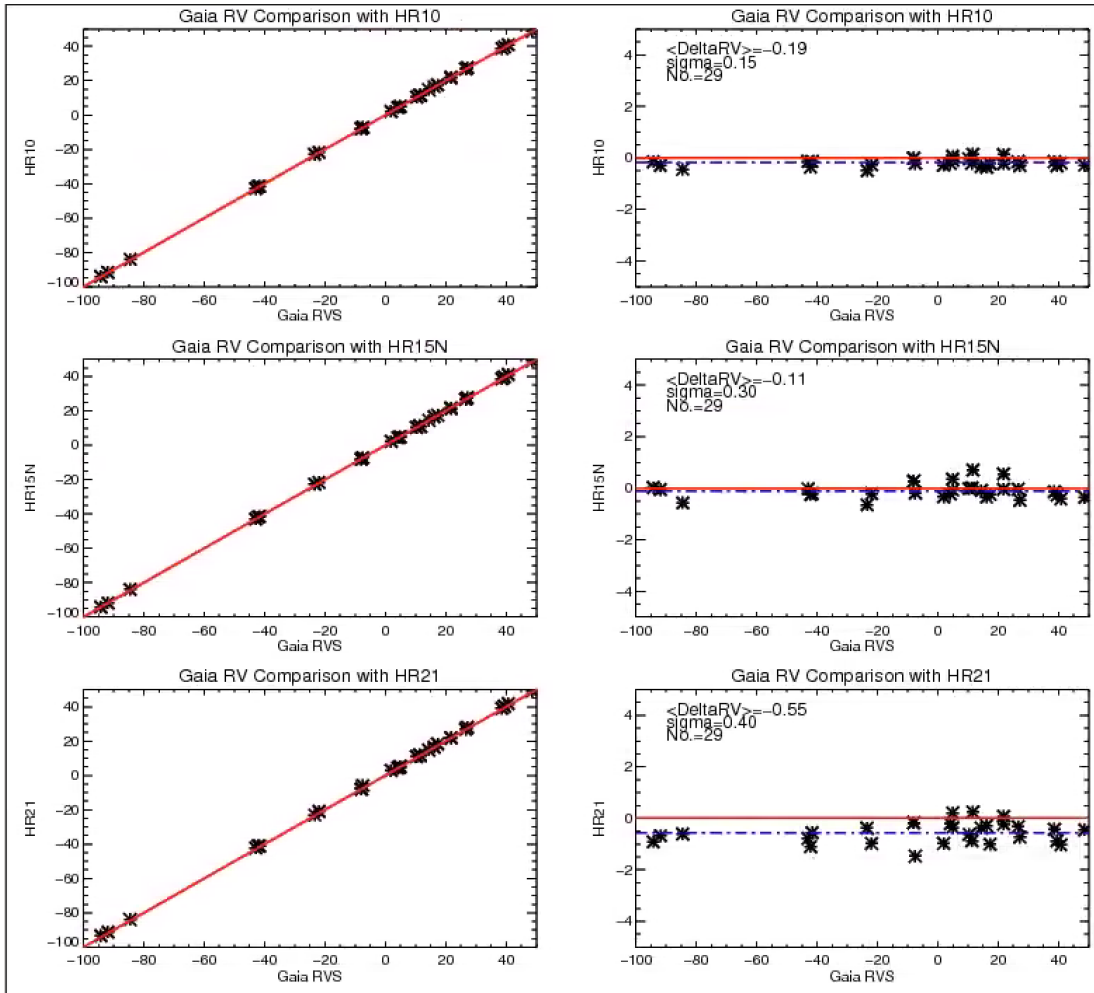 Gaia RV Comparison with HR10
40
20
0
−20
−40
−60
−80
−100
HR10
−100 −80 −60 −40 −20 0 20 40
Gaia RVS
Gaia RV Comparison with HR10
<DeltaRV>=−0.19
sigma=0.15
No.=29
4
2
0
−2
−4
HR10
−100 −80 −60 −40 −20 0 20 40
Gaia RVS
Gaia RV Comparison with HR15N
40
20
0
−20
−40
−60
−80
−100
HR15N
−100 −80 −60 −40 −20 0 20 40
Gaia RVS
Gaia RV Comparison with HR15N
<DeltaRV>=−0.11
sigma=0.30
No.=29
4
2
0
−2
−4
HR15N
−100 −80 −60 −40 −20 0 20 40
Gaia RVS
Gaia RV Comparison with HR21
40
20
0
−20
−40
−60
−80
−100
HR21
−100 −80 −60 −40 −20 0 20 40
Gaia RVS
Gaia RV Comparison with HR21
<DeltaRV>=−0.55
sigma=0.40
No.=29
4
2
0
−2
−4
HR21
−100 −80 −60 −40 −20 0 20 40
Gaia RVS